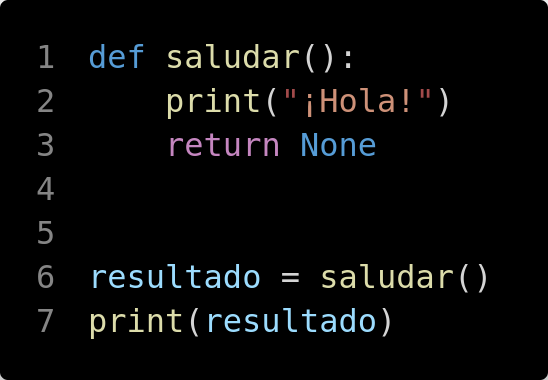 1 def saludar():
2     print("¡Hola!")
3     return None
4
5
6 resultado = saludar()
7 print(resultado)